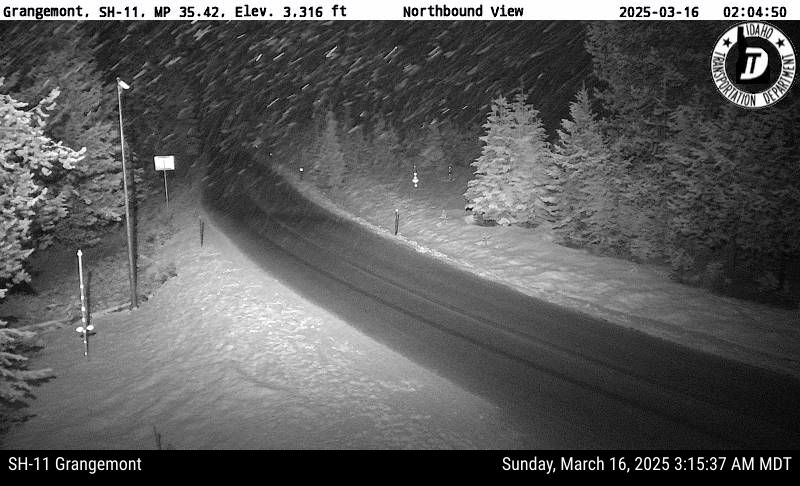 Grangemont, SH-11, MP 35.42, Elev. 3,316 ft Northbound View 2025-03-16 02:04:50
IDAHO
TRANSPORTATION DEPARTMENT
SH-11 Grangemont Sunday, March 16, 2025 3:15:37 AM MDT